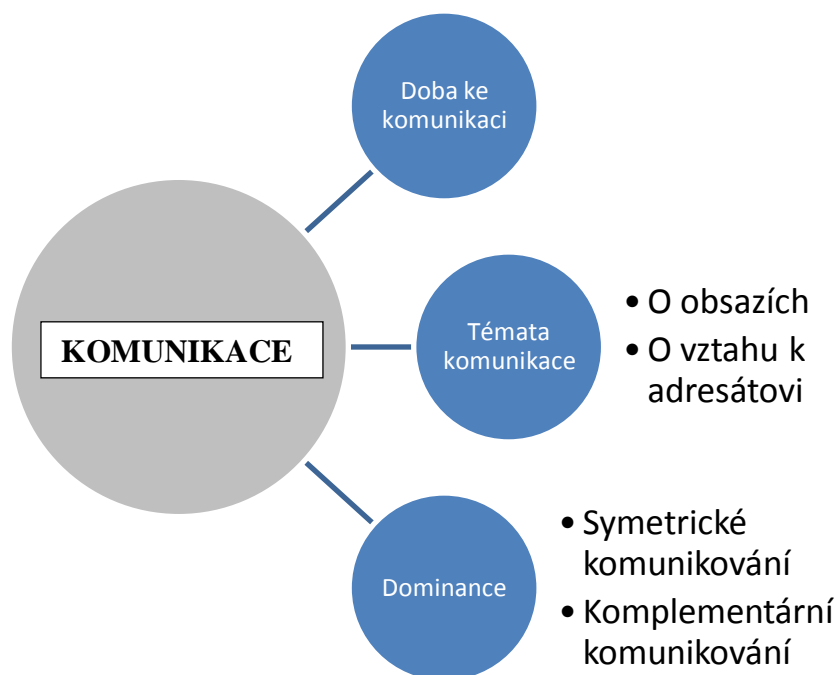 Doba ke
komunikaci
KOMUNIKACE
Témata
komunikace
• O obsazích
• O vztahu k
adresátovi
Dominance
• Symetrické
komunikování
• Komplementární
komunikování